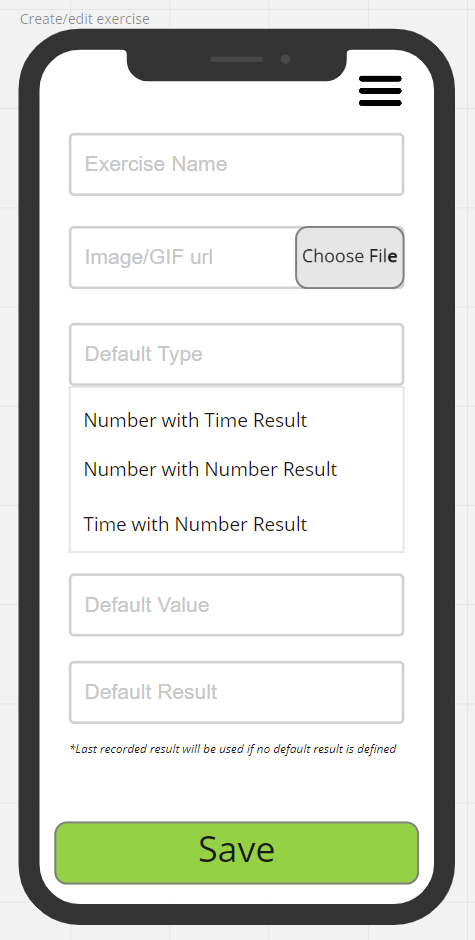 Create/edit exercise
Exercise Name
Image/GIF url
Choose File
Default Type
Number with Time Result
Number with Number Result
Time with Number Result
Default Value
Default Result
*Last recorded result will be used if no default result is defined
Save